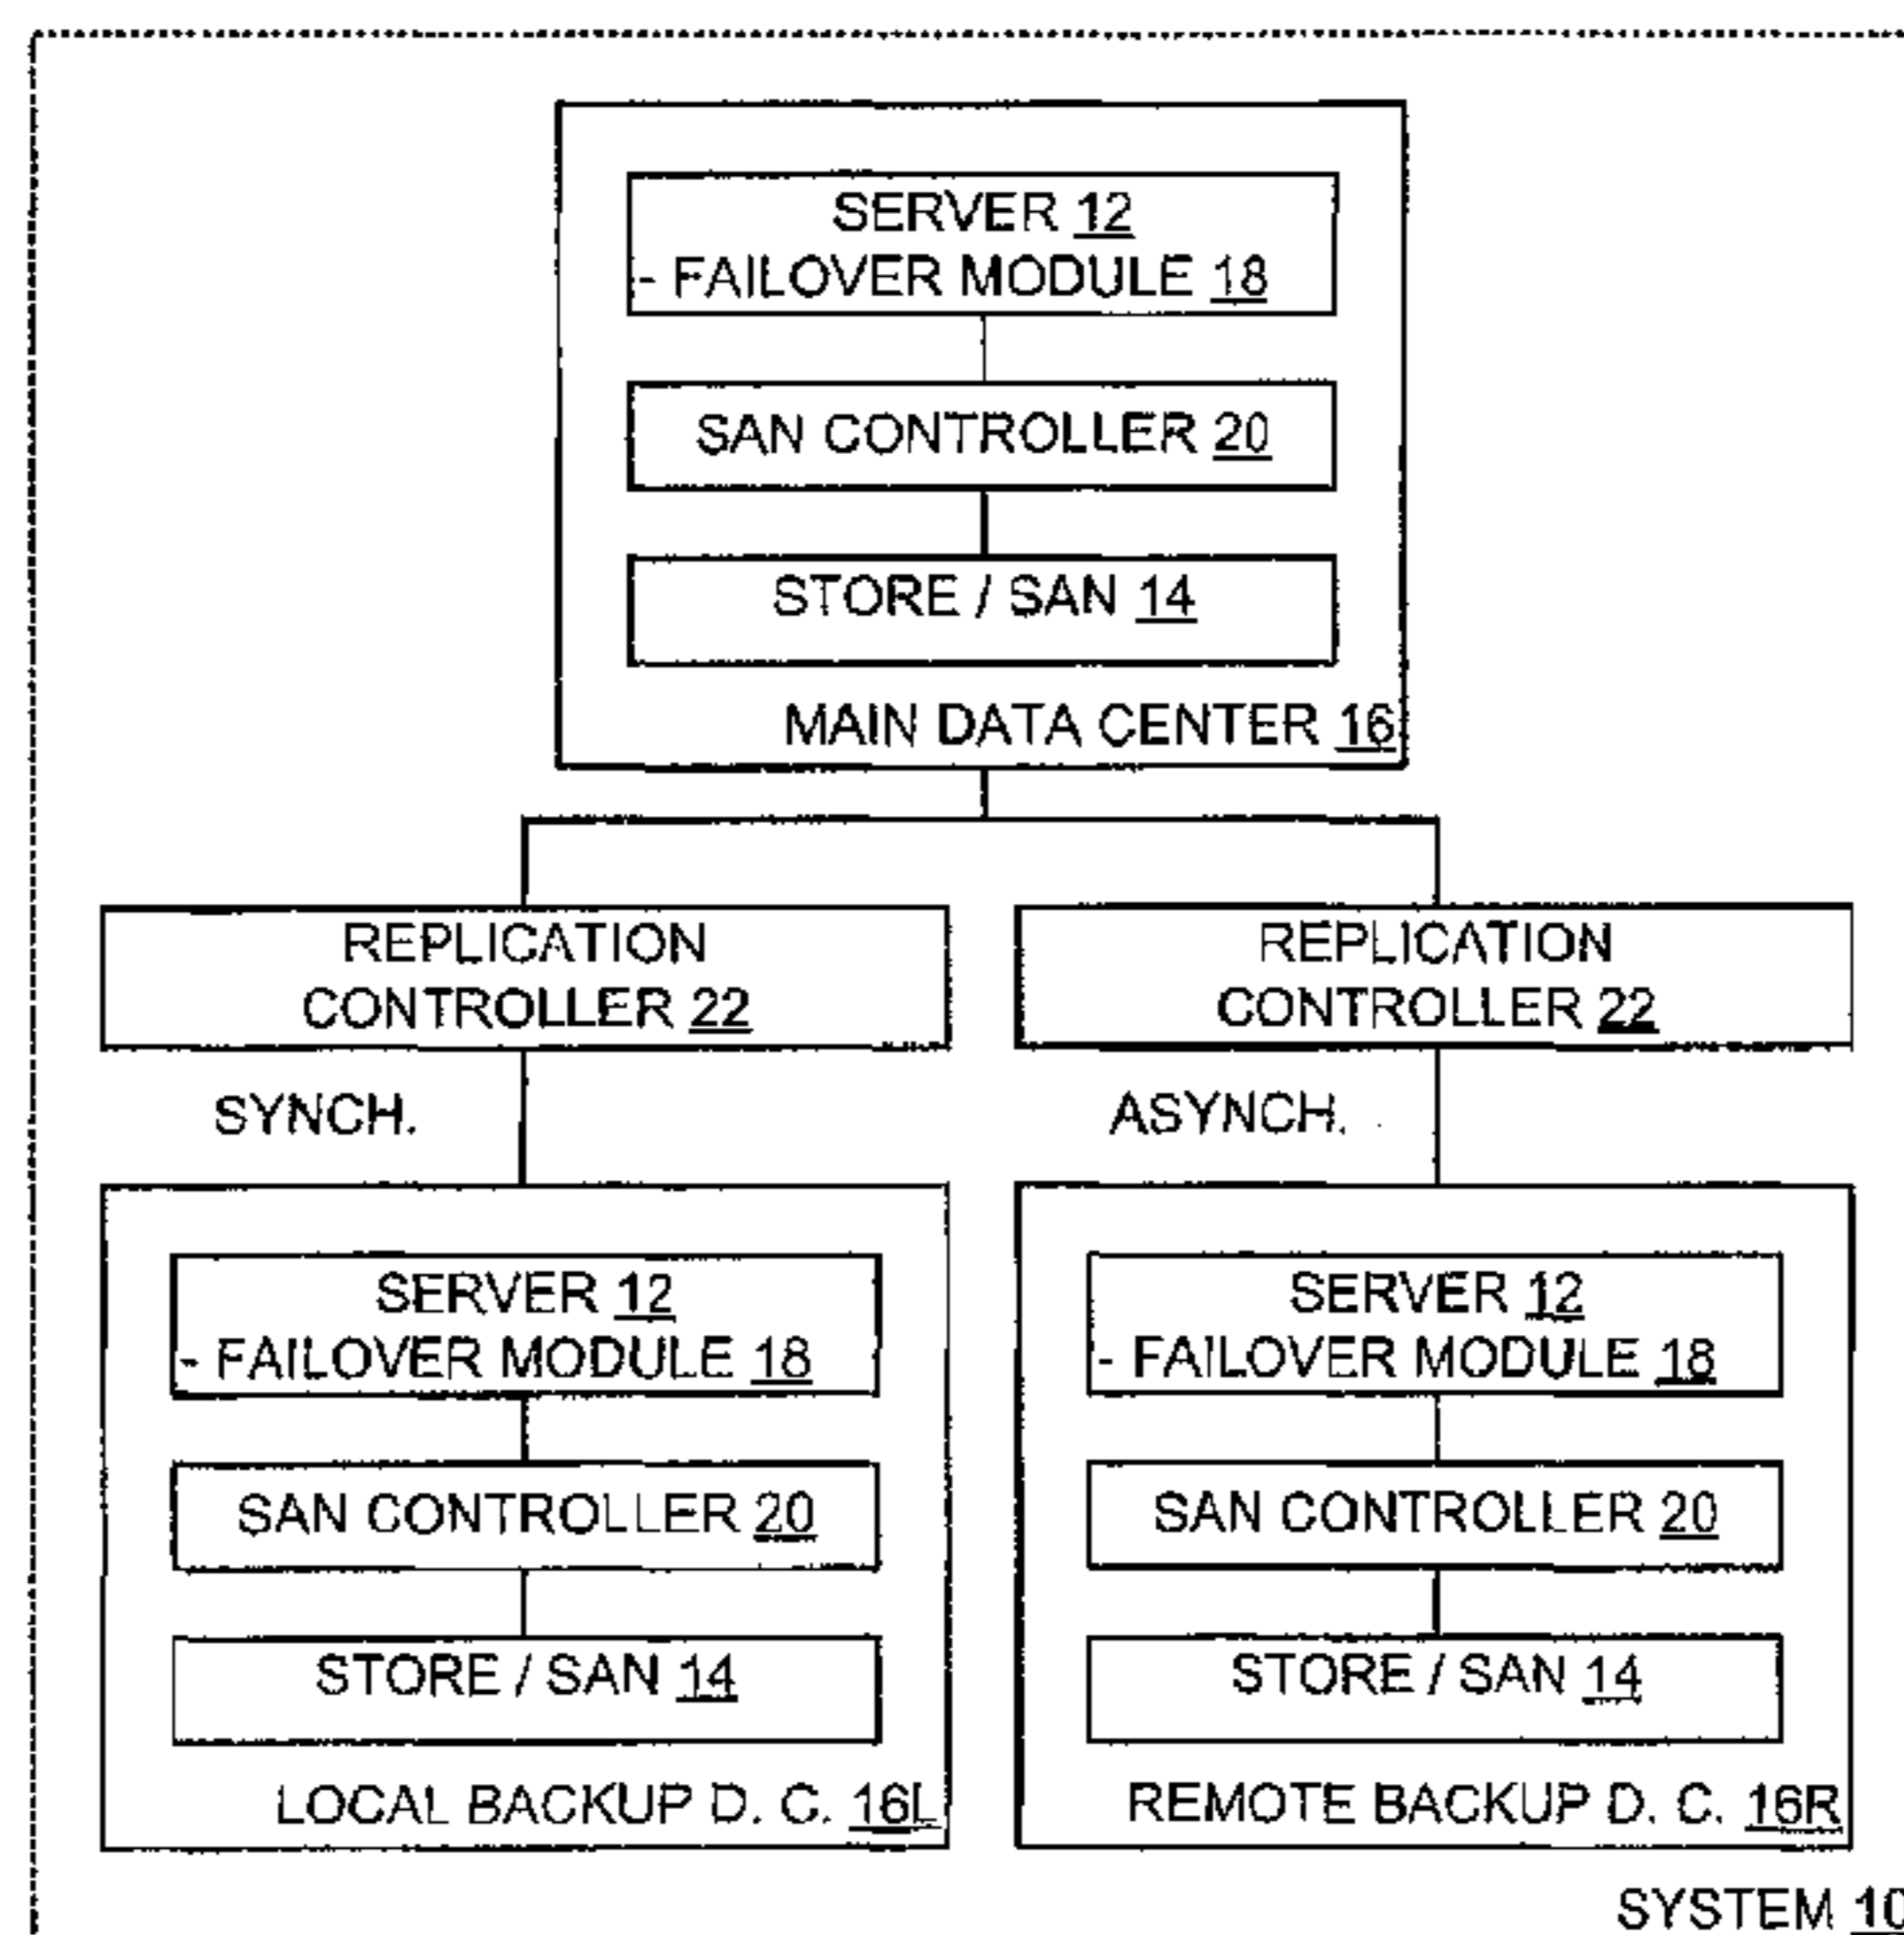 SERVER 12
- FAILOVER MODULE 18
SAN CONTROLLER 20
STORE / SAN 14
MAIN DATA CENTER 16
REPLICATION
CONTROLLER 22
REPLICATION
CONTROLLER 22
SYNCH.
ASYNCH.
SERVER 12
- FAILOVER MODULE 18
SAN CONTROLLER 20
STORE / SAN 14
LOCAL BACKUP D. C. 16L
SERVER 12
- FAILOVER MODULE 18
SAN CONTROLLER 20
STORE / SAN 14
REMOTE BACKUP D. C. 16R
SYSTEM 10